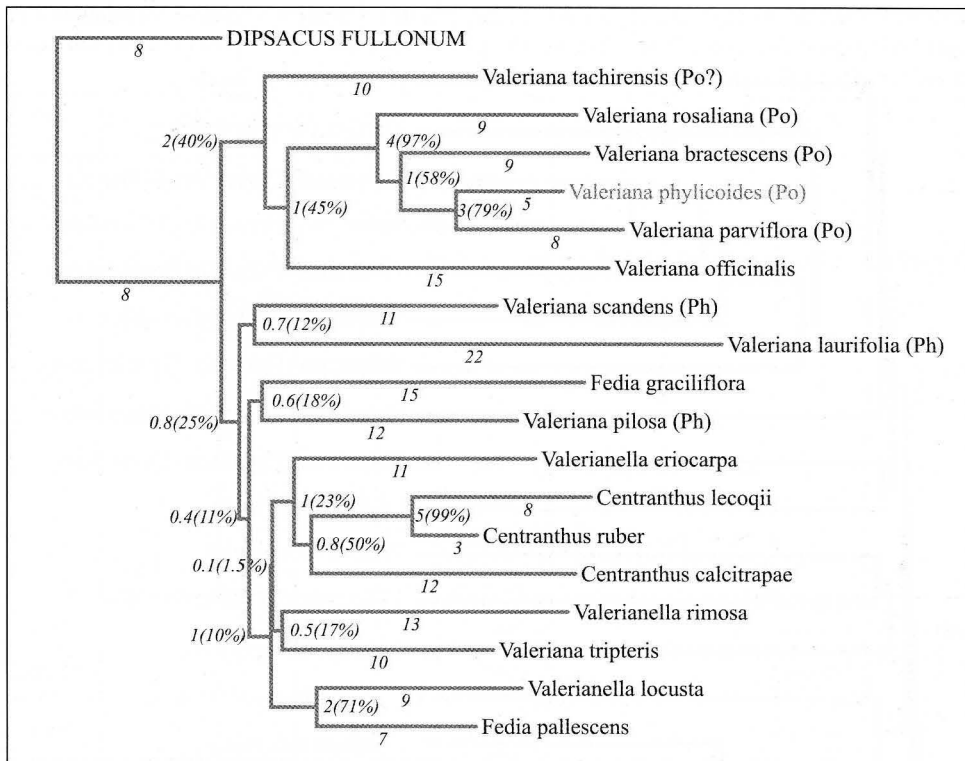 DIPSACUS FULLONUM
8
Valeriana tachirensis (Po?)
10
Valeriana rosaliana (Po)
9
2(40%)
4(97%)
Valeriana bractescens (Po)
9
1(58%)
Valeriana phylicoides (Po)
5
1(45%)
3(79%)
Valeriana parviflora (Po)
8
Valeriana officinalis
15
8
Valeriana scandens (Ph)
0.7(12%)
11
Valeriana laurifolia (Ph)
22
Fedia graciliflora
15
0.6(18%)
0.8(25%)
Valeriana pilosa (Ph)
12
Valerianella eriocarpa
11
1(23%)
Centranthus lecoqii
8
0.4(11%)
5(99%)
Centranthus ruber
3
0.8(50%)
0.1(1.5%)
Centranthus calcitrapae
12
Valerianella rimosa
13
1(10%)
0.5(17%)
Valeriana tripteris
10
Valerianella locusta
9
2(71%)
Fedia pallescens
7